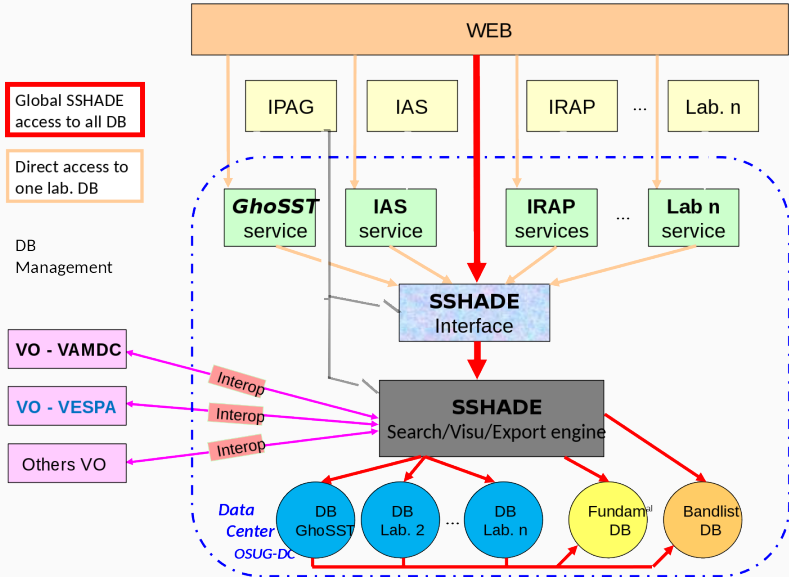 WEB
Global SSHADE
access to all DB
IPAG
IAS
IRAP
...
Lab. n
Direct access to
one lab. DB
GhoSST
service
IAS
service
IRAP
services
...
Lab n
service
DB
Management
SSHADE
Interface
VO - VAMDC
Interop
VO - VESPA
Interop
Others VO
Interop
SSHADE
Search/Visu/Export engine
Data
Center
OSUG-DC
DB
GhoSST
DB
Lab. 2
...
DB
Lab. n
Fundamal
DB
Bandlist
DB